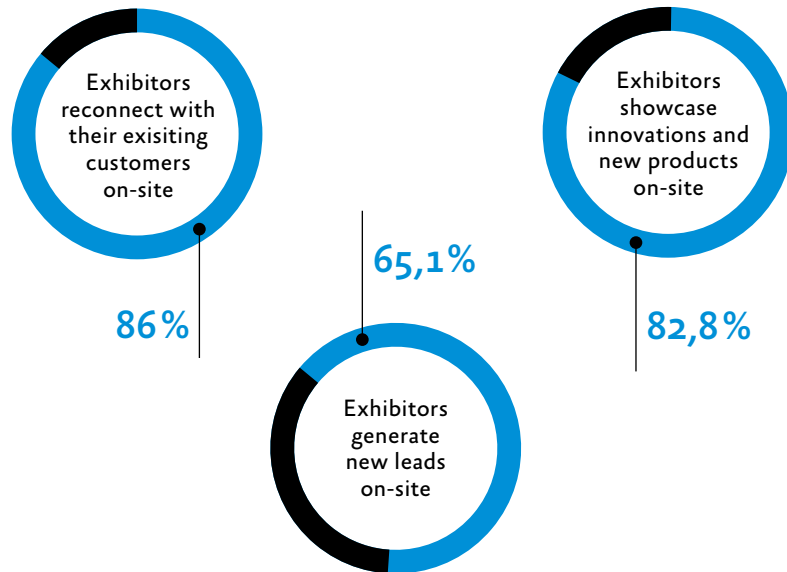 Exhibitors
reconnect with
their exisiting
customers
on-site
86%
Exhibitors
showcase
innovations and
new products
on-site
82,8%
65,1%
Exhibitors
generate
new leads
on-site